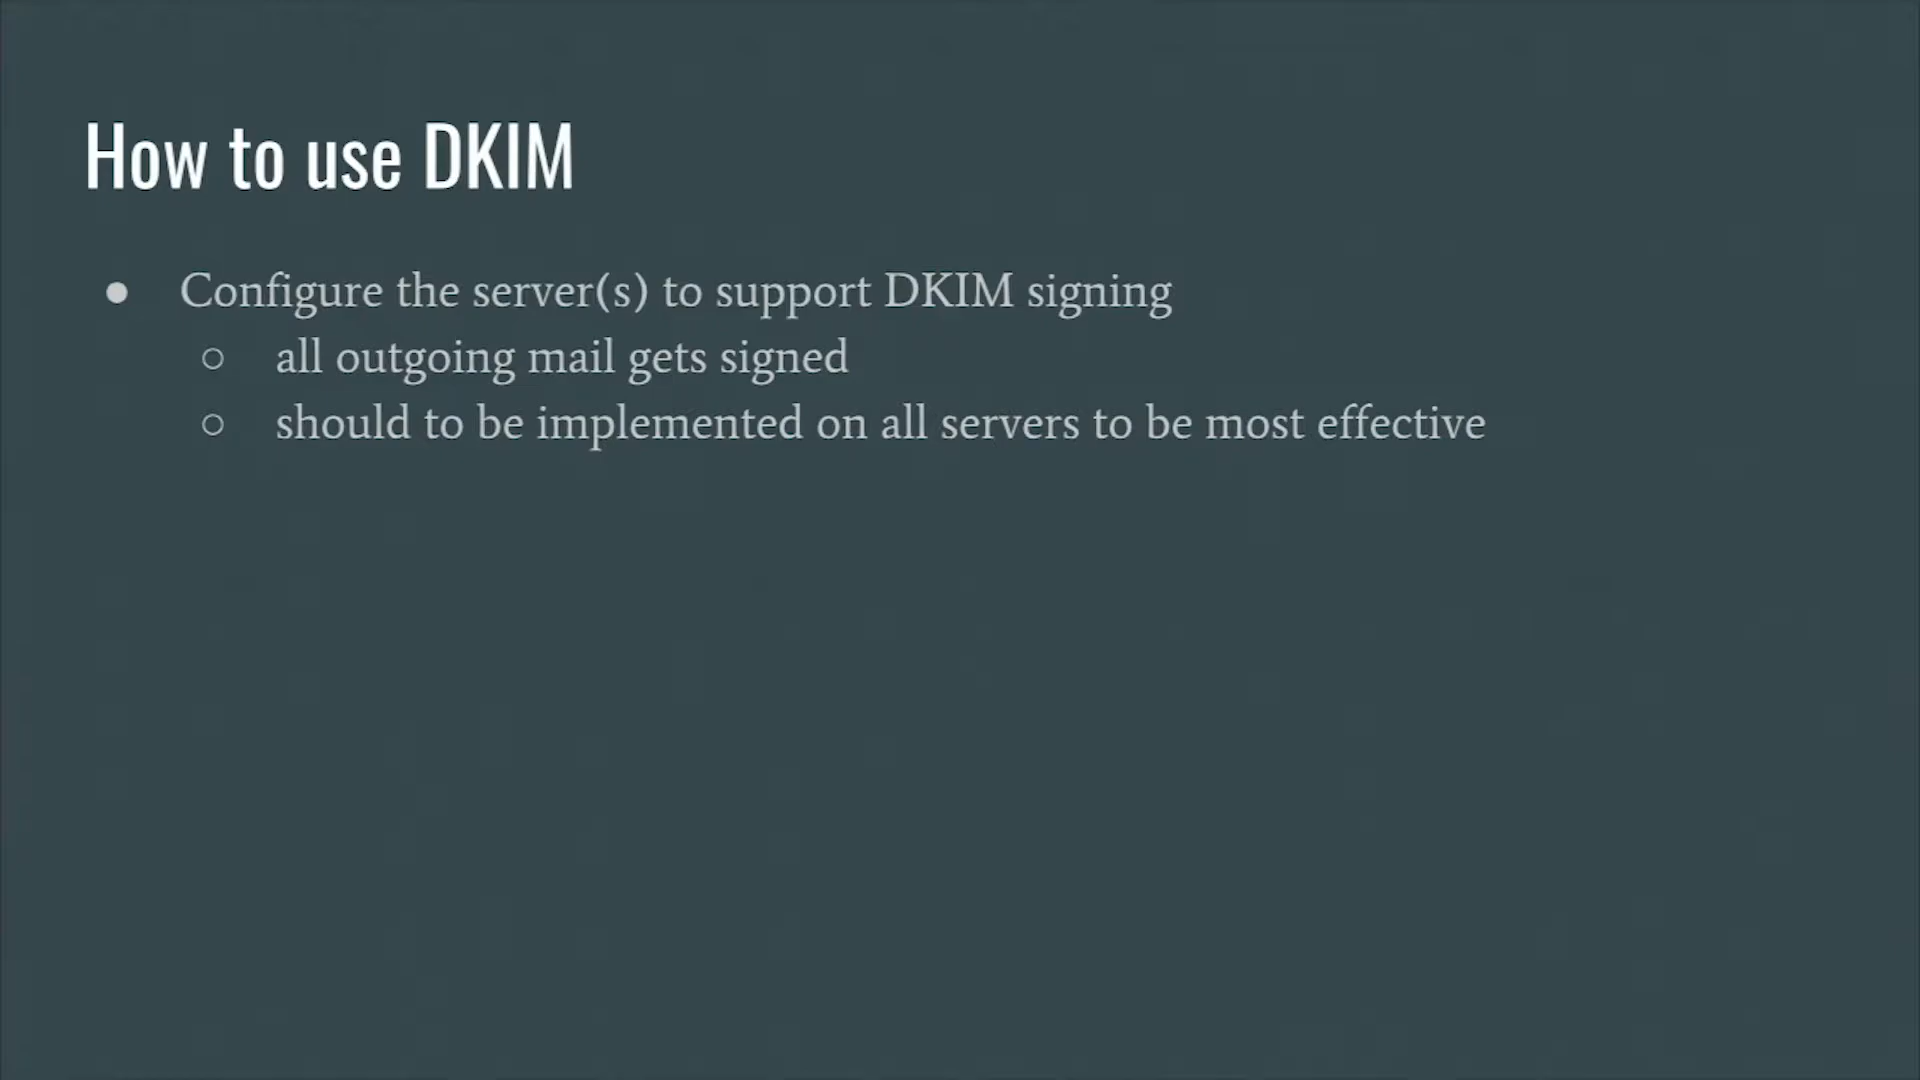 How to use DKIM
● Configure the server(s) to support DKIM signing
○ all outgoing mail gets signed
○ should to be implemented on all servers to be most effective